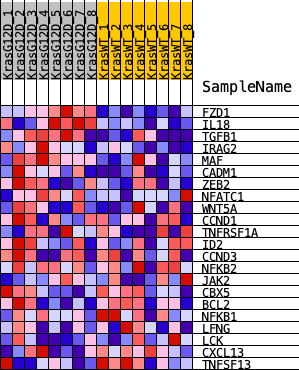 KrasG12D_1
KrasG12D_2
KrasG12D_3
KrasG12D_4
KrasG12D_5
KrasG12D_6
KrasG12D_7
KrasG12D_8
KrasWT_1
KrasWT_2
KrasWT_3
KrasWT_4
KrasWT_5
KrasWT_6
KrasWT_7
KrasWT_8
SampleName
FZD1
IL18
TGFB1
IRAG2
MAF
CADM1
ZEB2
NFATC1
WNT5A
CCND1
TNFRSF1A
ID2
CCND3
NFKB2
JAK2
CBX5
BCL2
NFKB1
LFNG
LCK
CXCL13
TNFSF13